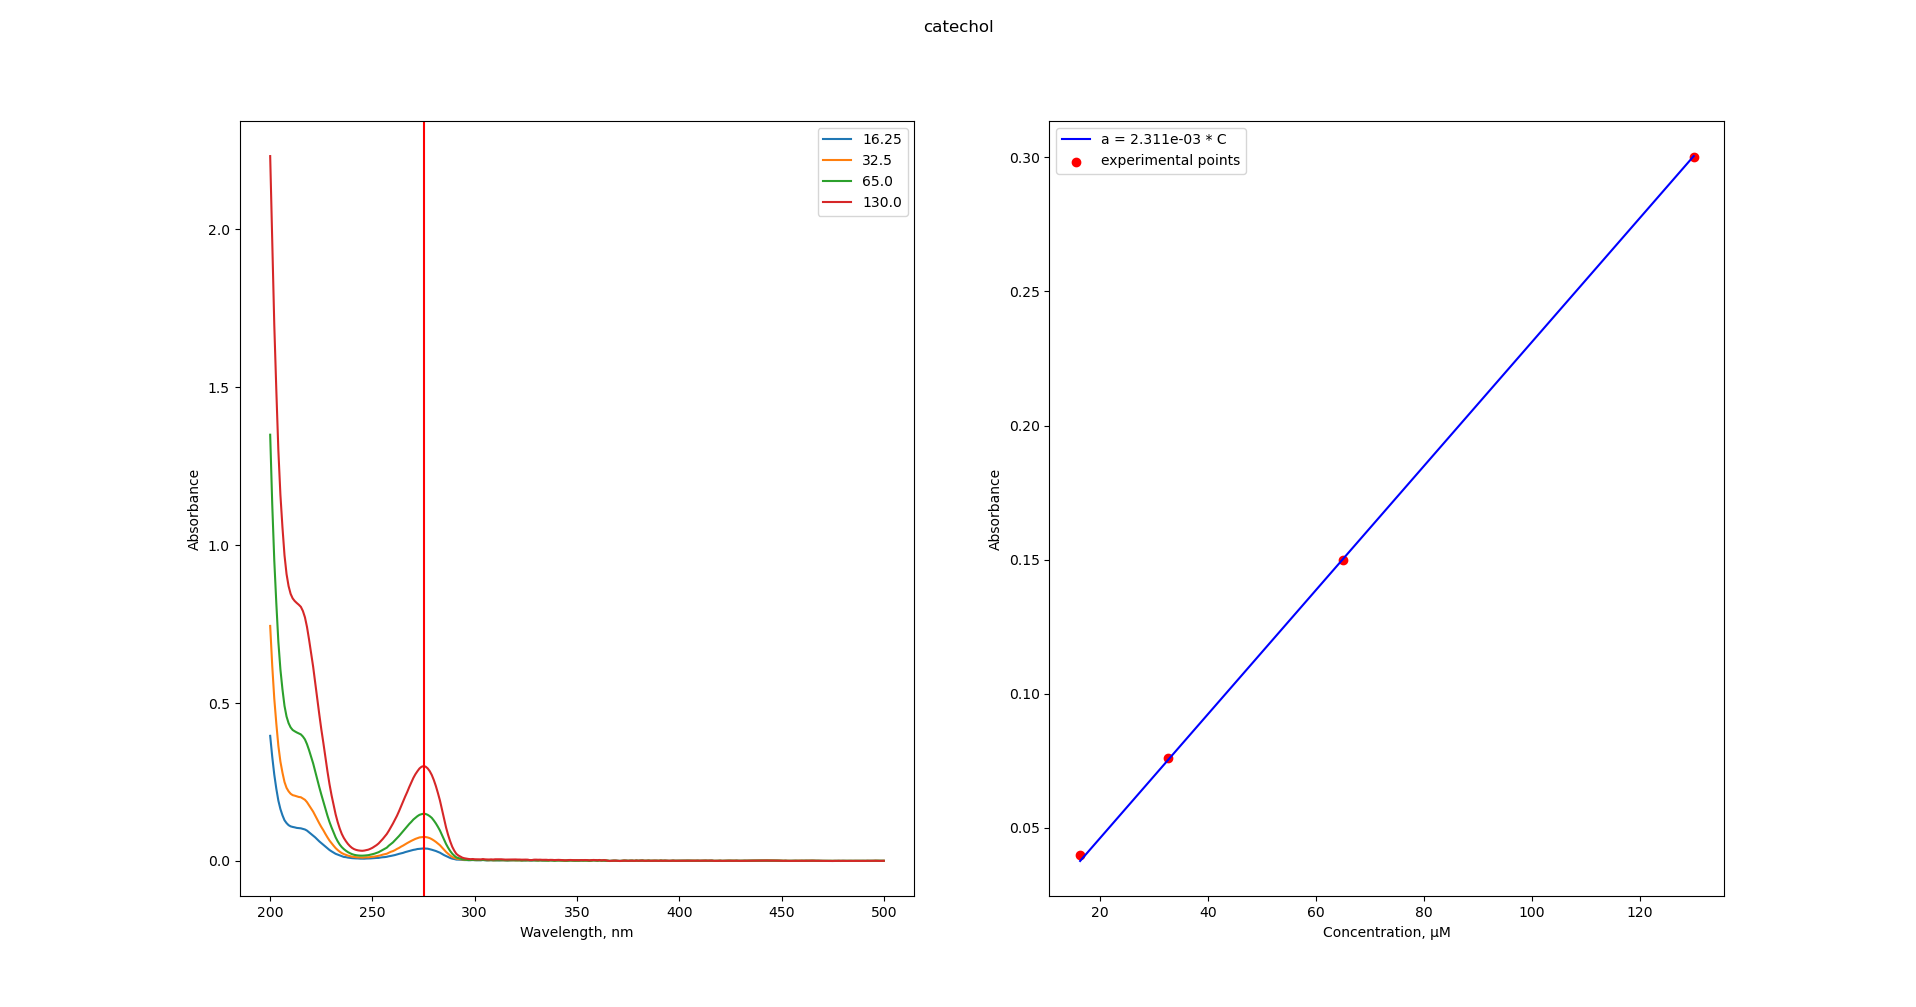 catechol
Absorbance
2.0
1.5
1.0
0.5
0.0
200 250 300 350 400 450 500
Wavelength, nm
16.25
32.5
65.0
130.0
Absorbance
0.30
0.25
0.20
0.15
0.10
0.05
20 40 60 80 100 120
Concentration, μM
a = 2.311e-03 * C
experimental points